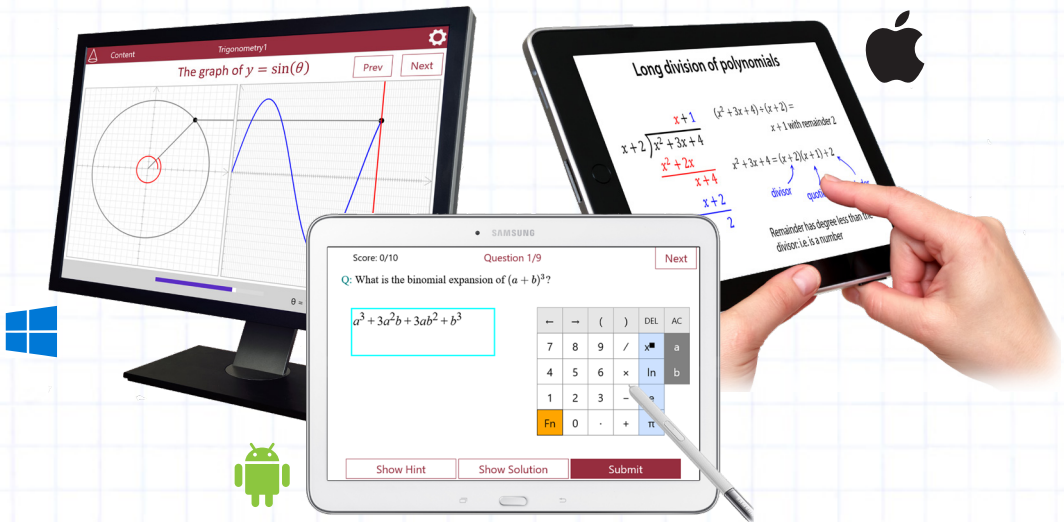 Content
Trigonometry1
The graph of y = sin(θ)
Prev
Next
θ =
Long division of polynomials
x+1
x+2)x²+3x+4
x²+2x
x+4
x+2
2
(x²+3x+4)÷(x+2)=
x+1 with remainder 2
x²+3x+4=(x+2)(x+1)+2
divisor
Remainder has degree less than the
divisor: i.e. is a number
SAMSUNG
Score: 0/10
Question 1/9
Next
Q: What is the binomial expansion of (a + b)³?
a³+3a²b+3ab²+b³
← → ( ) DEL AC
7 8 9 / x■ a
4 5 6 × ln b
1 2 3 − e
Fn 0 · + π
Show Hint
Show Solution
Submit